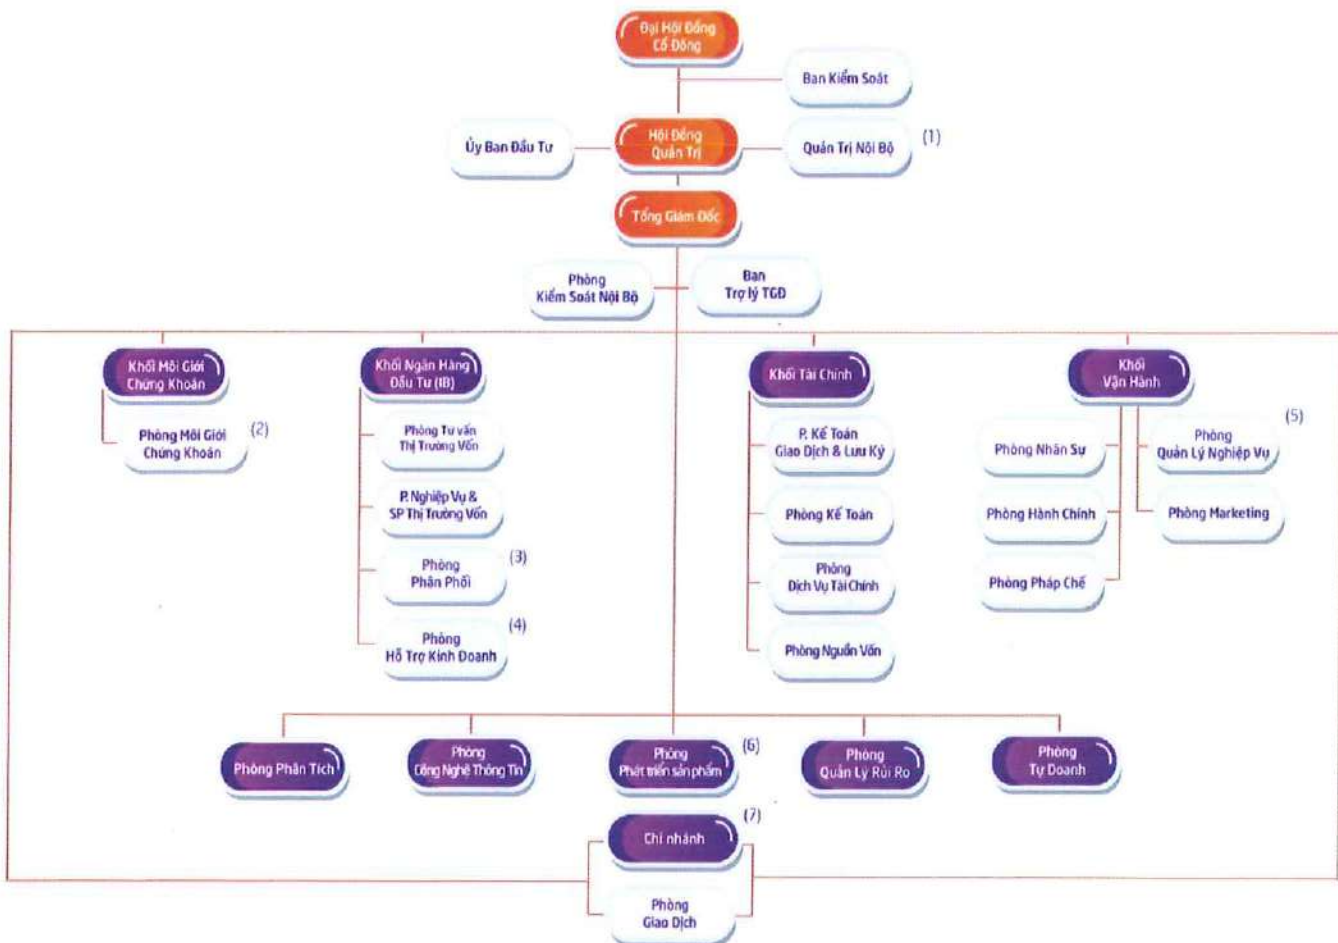 Đại Hội Đồng
Cổ Đông
Ban Kiểm Soát
Ủy Ban Đầu Tư
Hội Đồng
Quản Trị
Quản Trị Nội Bộ
(1)
Tổng Giám Đốc
Phòng
Kiểm Soát Nội Bộ
Ban
Trợ lý TGĐ
Khối Môi Giới
Chứng Khoán
Phòng Môi Giới
Chứng Khoán
(2)
Khối Ngân Hàng
Đầu Tư (IB)
Phòng Tư vấn
Thị Trường Vốn
P. Nghiệp Vụ &
SP Thị Trường Vốn
Phòng
Phân Phối
(3)
Phòng
Hỗ Trợ Kinh Doanh
(4)
Khối Tài Chính
P. Kế Toán
Giao Dịch & Lưu Ký
Phòng Kế Toán
Phòng
Dịch Vụ Tài Chính
Phòng Nguồn Vốn
Khối
Vận Hành
Phòng Nhân Sự
Phòng Hành Chính
Phòng Pháp Chế
Phòng
Quản Lý Nghiệp Vụ
(5)
Phòng Marketing
Phòng Phân Tích
Phòng
Công Nghệ Thông Tin
Phòng
Phát triển sản phẩm
(6)
Phòng
Quản Lý Rủi Ro
Phòng
Tự Doanh
Chi nhánh
(7)
Phòng
Giao Dịch